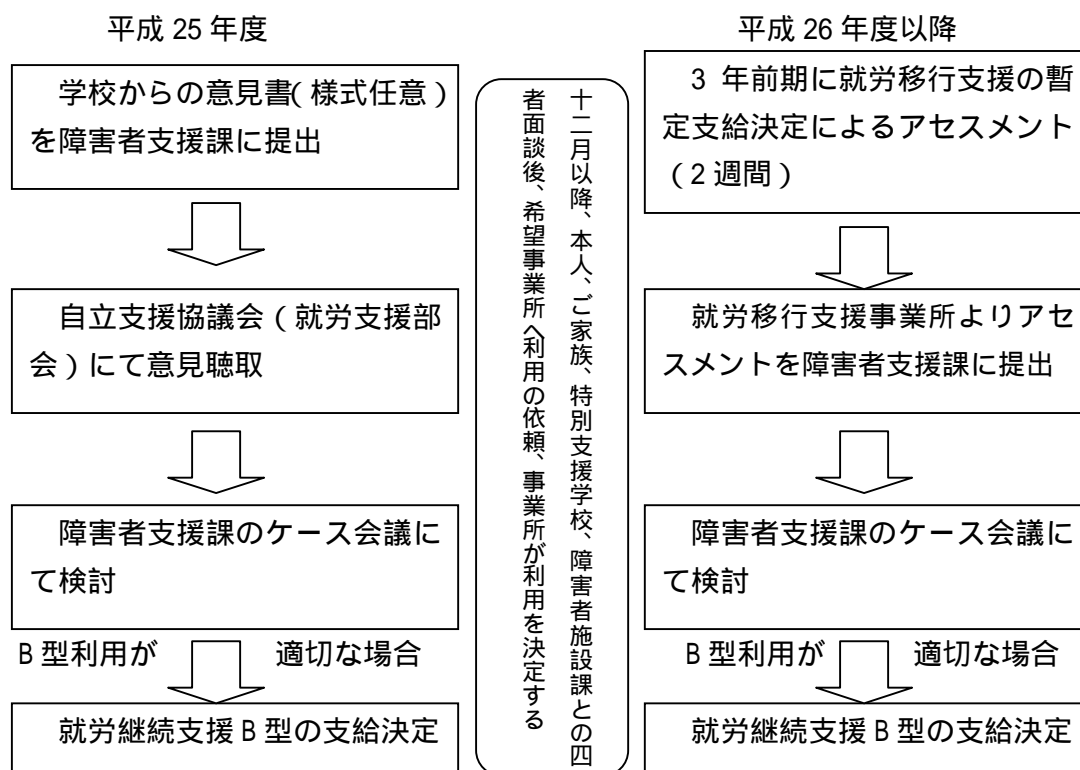 平成 25 年度
学校からの意見書（様式任意）
を障害者支援課に提出
自立支援協議会（就労支援部
会）にて意見聴取
障害者支援課のケース会議に
て検討
B 型利用が 適切な場合
就労継続支援 B 型の支給決定
十二月以降、本人、ご家族、特別支援学校、障害者施設課との四
者面談後、希望事業所へ利用の依頼、事業所が利用を決定する
平成 26 年度以降
3 年前期に就労移行支援の暫
定支給決定によるアセスメント
（2 週間）
就労移行支援事業所よりアセ
スメントを障害者支援課に提出
障害者支援課のケース会議に
て検討
B 型利用が 適切な場合
就労継続支援 B 型の支給決定